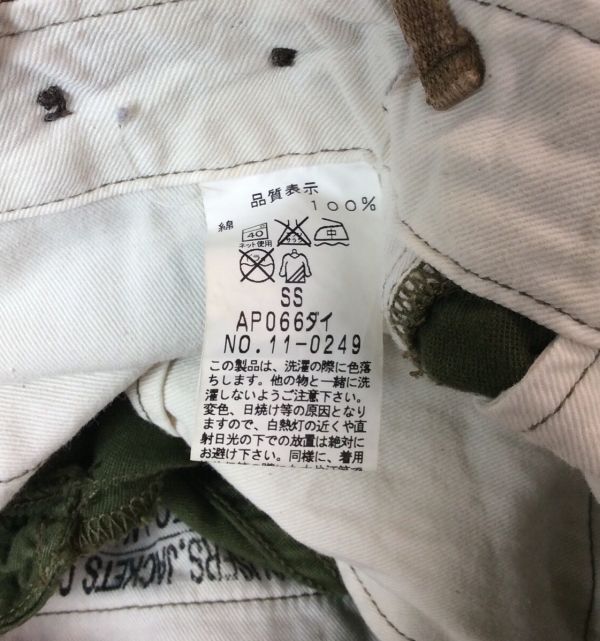 品質表示
綿 100%
40 中
ネット使用
SS
AP066ダイ
NO.11-0249
この製品は、洗濯の際に色落
ちします。他の物と一緒に洗
濯しないようご注意下さい。
変色、日焼け等の原因となり
ますので、白熱灯の近くや直
射日光の下での放置は絶対に
お避け下さい。同様に、着用
SERS,JACKETS